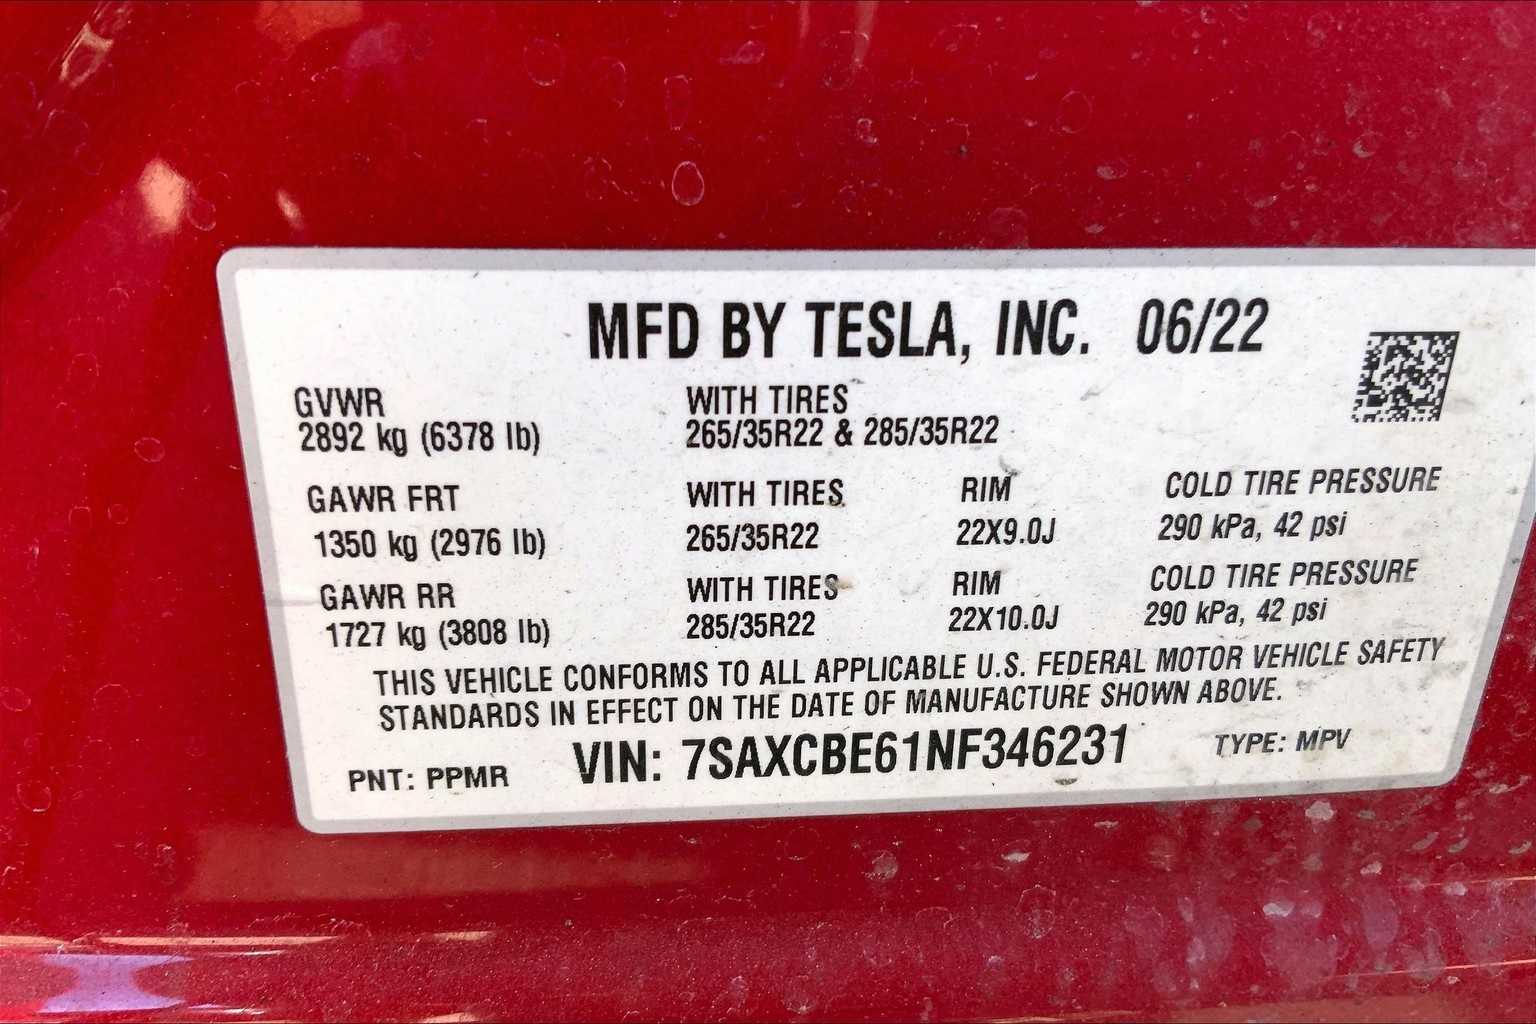 MFD BY TESLA, INC. 06/22
GVWR WITH TIRES
2892 kg (6378 lb) 265/35R22 & 285/35R22
GAWR FRT WITH TIRES RIM COLD TIRE PRESSURE
1350 kg (2976 lb) 265/35R22 22X9.0J 290 kPa, 42 psi
GAWR RR WITH TIRES RIM COLD TIRE PRESSURE
1727 kg (3808 lb) 285/35R22 22X10.0J 290 kPa, 42 psi
THIS VEHICLE CONFORMS TO ALL APPLICABLE U.S. FEDERAL MOTOR VEHICLE SAFETY
STANDARDS IN EFFECT ON THE DATE OF MANUFACTURE SHOWN ABOVE.
PNT: PPMR VIN: 7SAXCBE61NF346231 TYPE: MPV